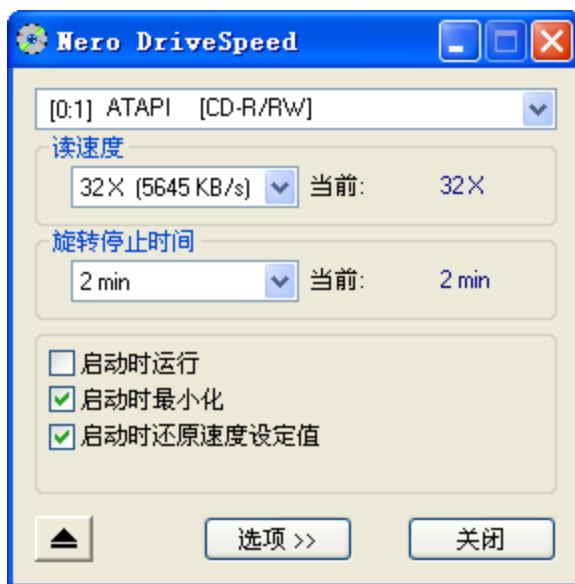 Nero DriveSpeed
[0:1] ATAPI [CD-R/RW]
读速度
32X (5645 KB/s) 当前: 32X
旋转停止时间
2 min 当前: 2 min
启动时运行
启动时最小化
启动时还原速度设定值
选项 >> 关闭